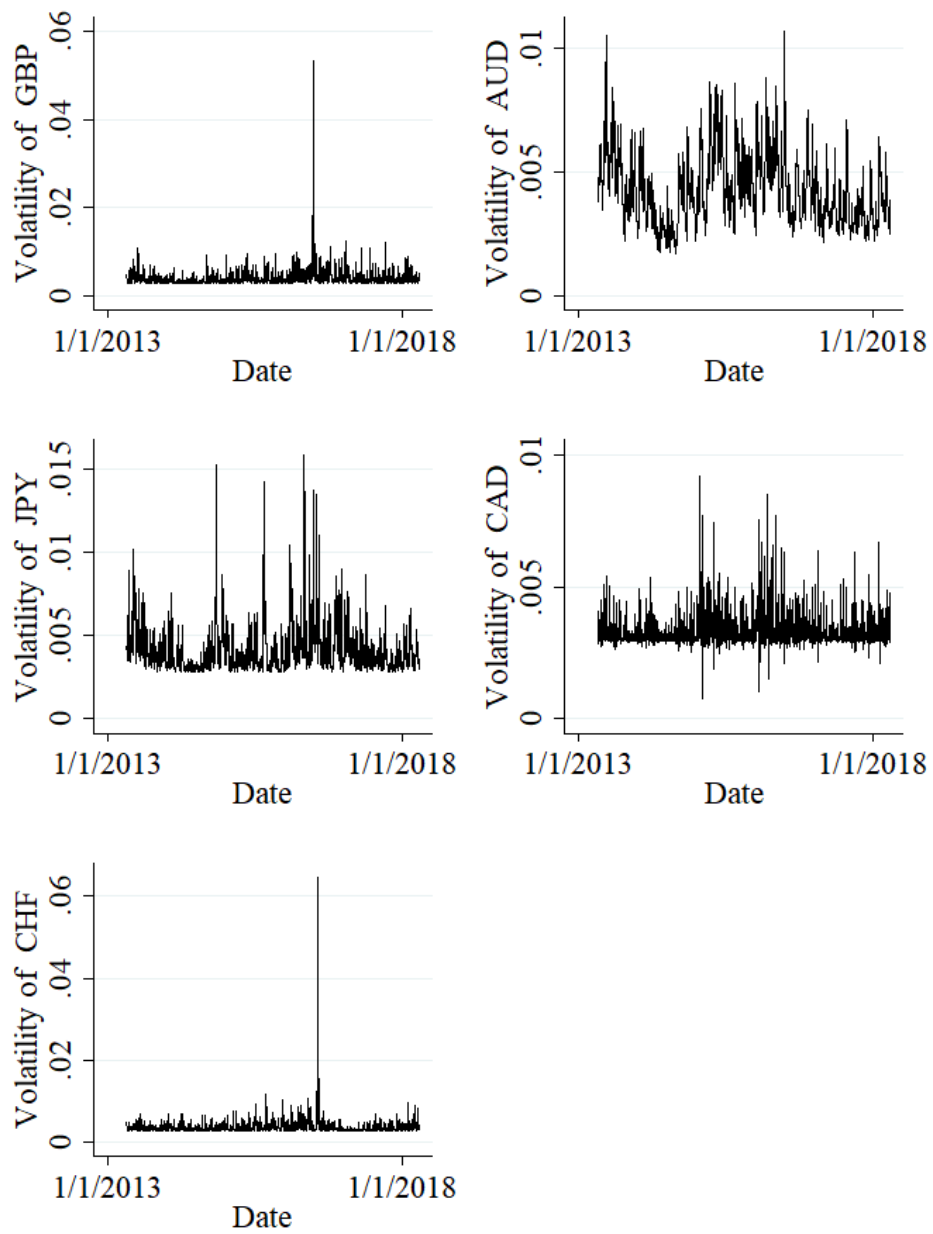 Volatility of GBP
.06
.04
.02
0
1/1/2013 1/1/2018
Date
Volatility of AUD
.01
.005
0
1/1/2013 1/1/2018
Date
Volatility of JPY
.015
.01
.005
0
1/1/2013 1/1/2018
Date
Volatility of CAD
.01
.005
0
1/1/2013 1/1/2018
Date
Volatility of CHF
.06
.04
.02
0
1/1/2013 1/1/2018
Date